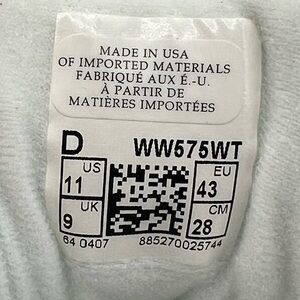 MADE IN USA
OF IMPORTED MATERIALS
FABRIQUÉ AUX É.-U.
À PARTIR DE
MATIÈRES IMPORTÉES
D WW575WT
US EU
11 43
UK CM
9 28
64 0407 885270025744